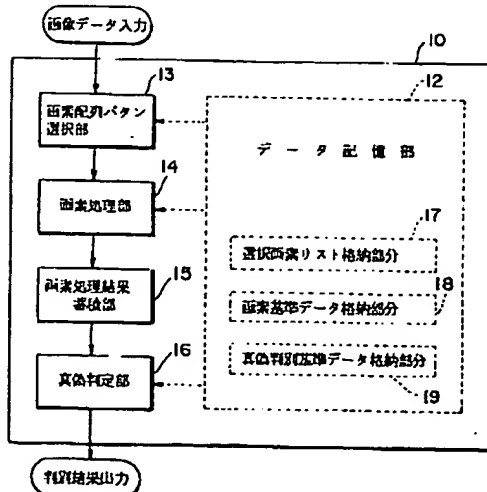 画像データ入力
10
13
12
画素配列パタン
選択部
データ記憶部
14
画素処理部
17
選択画素リスト格納部分
15
画素処理結果
蓄積部
18
画素基準データ格納部分
16
真偽判定部
真偽判別基準データ格納部分
19
判別結果出力